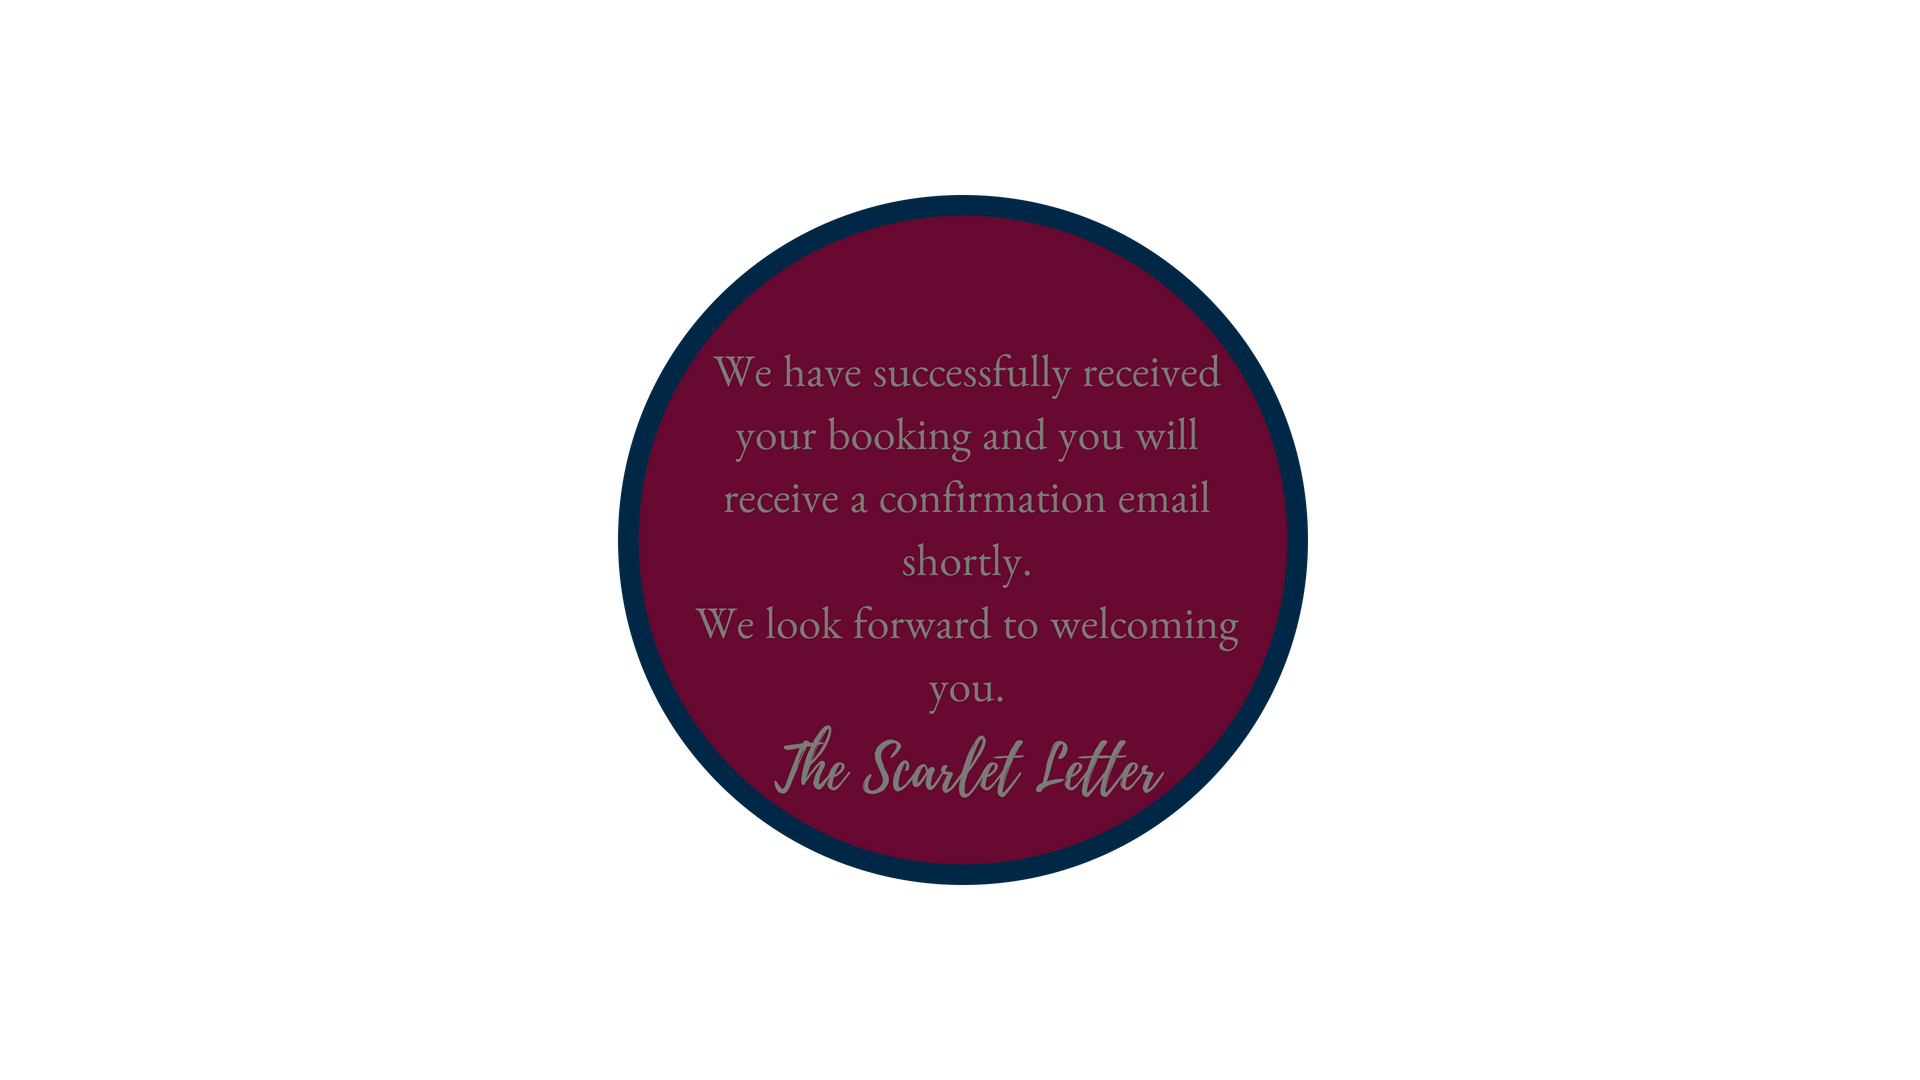 We have successfully received
your booking and you will
receive a confirmation email
shortly.
We look forward to welcoming
you.
The Scarlet Letter